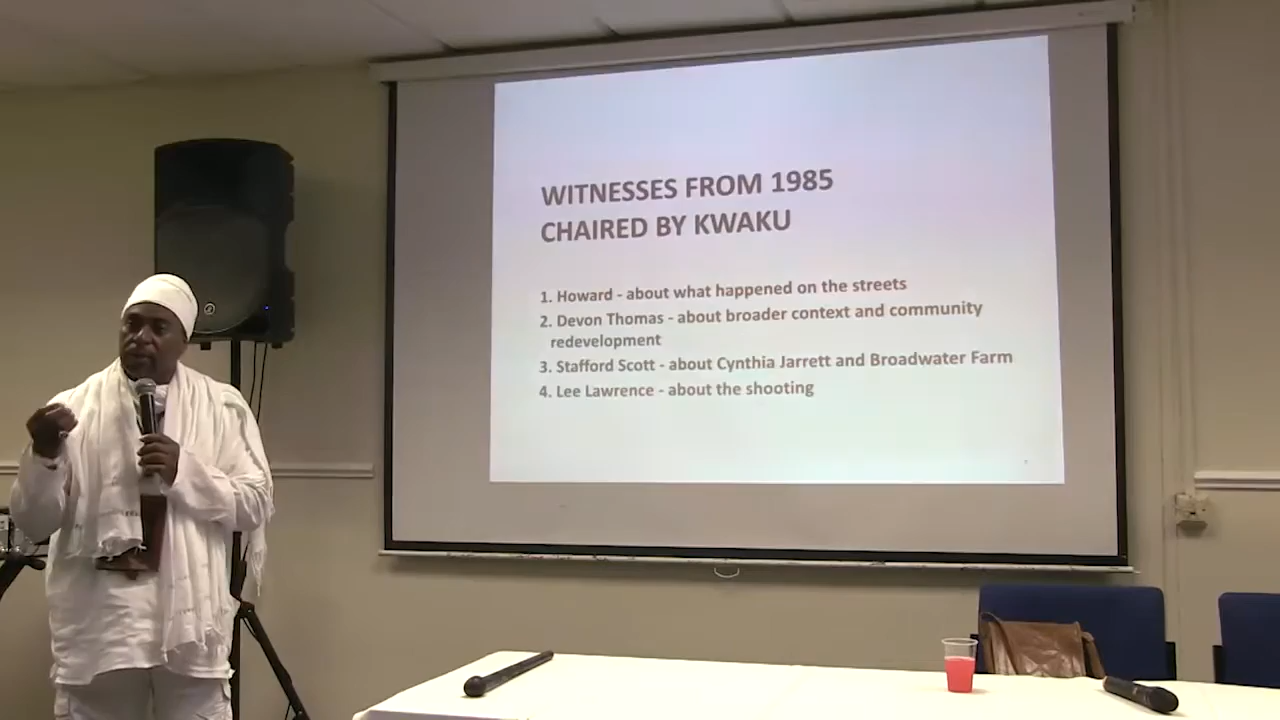 WITNESSES FROM 1985
CHAIRED BY KWAKU
1. Howard - about what happened on the streets
2. Devon Thomas - about broader context and community
redevelopment
3. Stafford Scott - about Cynthia Jarrett and Broadwater Farm
4. Lee Lawrence - about the shooting